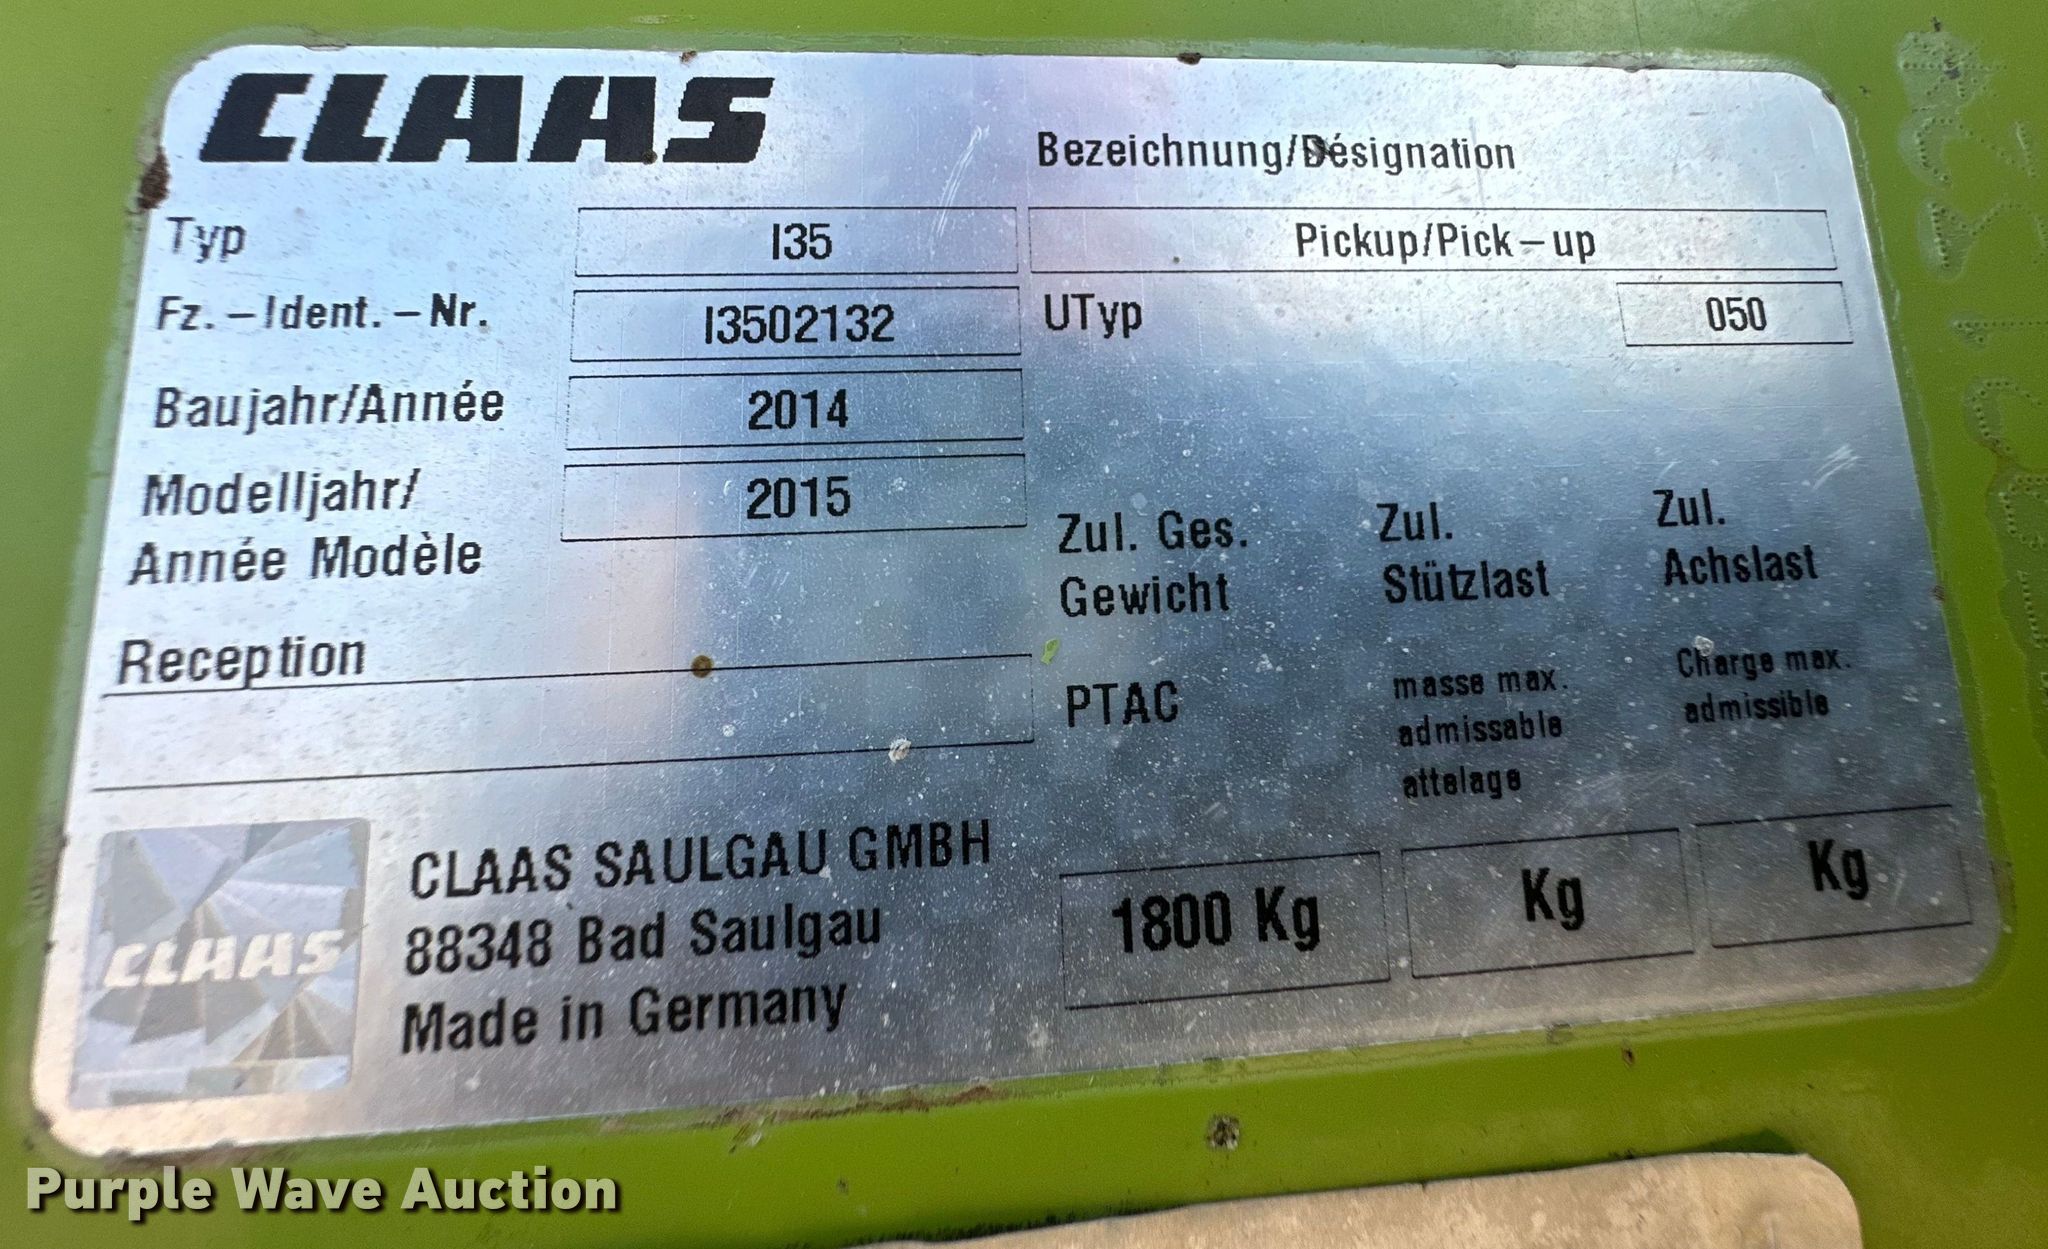 CLAAS
Bezeichnung/Désignation
Typ I35 Pickup/Pick-up
Fz.-Ident.-Nr. I3502132 UTyp 050
Baujahr/Année 2014
Modelljahr/ 2015
Année Modèle
Reception
Zul. Ges.
Gewicht
PTAC
1800 Kg
Zul.
Stützlast
masse max.
admissable
attelage
Kg
Zul.
Achslast
Charge max.
admissible
Kg
CLAAS
CLAAS SAULGAU GMBH
88348 Bad Saulgau
Made in Germany
Purple Wave Auction